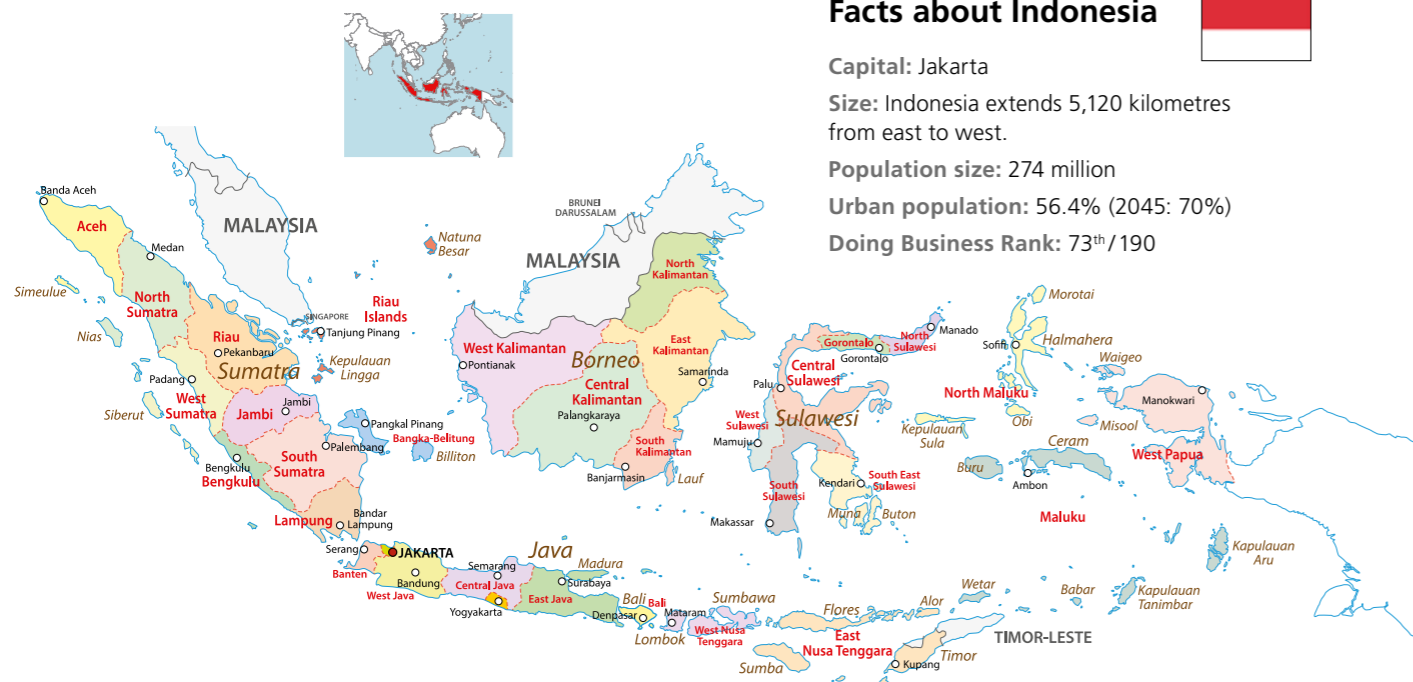 Facts about Indonesia
Capital: Jakarta
Size: Indonesia extends 5,120 kilometres
from east to west.
Population size: 274 million
Urban population: 56.4% (2045: 70%)
Doing Business Rank: 73th/190
Banda Aceh
Aceh
MALAYSIA
Medan
Simeulue
North
Sumatra
Nias
Riau
Pekanbaru
Sumatra
SINGAPORE
Tanjung Pinang
Riau
Islands
Natuna
Besar
Kepulauan
Lingga
Padang
West
Sumatra
Siberut
Jambi
Jambi
Pangkal Pinang
Bangka-Belitung
Billiton
Palembang
South
Sumatra
Bengkulu
Bengkulu
Lampung
Bandar
Lampung
BRUNEI
DARUSSALAM
MALAYSIA
North
Kalimantan
West Kalimantan
Pontianak
Borneo
East
Kalimantan
Samarinda
Central
Kalimantan
Palangkaraya
South
Kalimantan
Banjarmasin
Lauf
Serang
JAKARTA
Banten
Bandung
West Java
Java
Semarang
Central Java
Yogyakarta
Madura
Surabaya
East Java
Bali
Bali
Denpasar
Mataram
Lombok
Sumbawa
West Nusa
Tenggara
Flores
Alor
East
Nusa Tenggara
Sumba
Kupang
Timor
TIMOR-LESTE
Wetar
Babar
Kapulauan
Tanimbar
Kapulauan
Aru
Gorontalo
Gorontalo
North
Sulawesi
Manado
Palu
Central
Sulawesi
Sulawesi
West
Sulawesi
Mamuju
South
Sulawesi
Makassar
Kendari
South East
Sulawesi
Muna
Buton
Morotai
Halmahera
Sofifi
North Maluku
Obi
Kepulauan
Sula
Waigeo
Misool
Manokwari
West Papua
Ceram
Buru
Ambon
Maluku